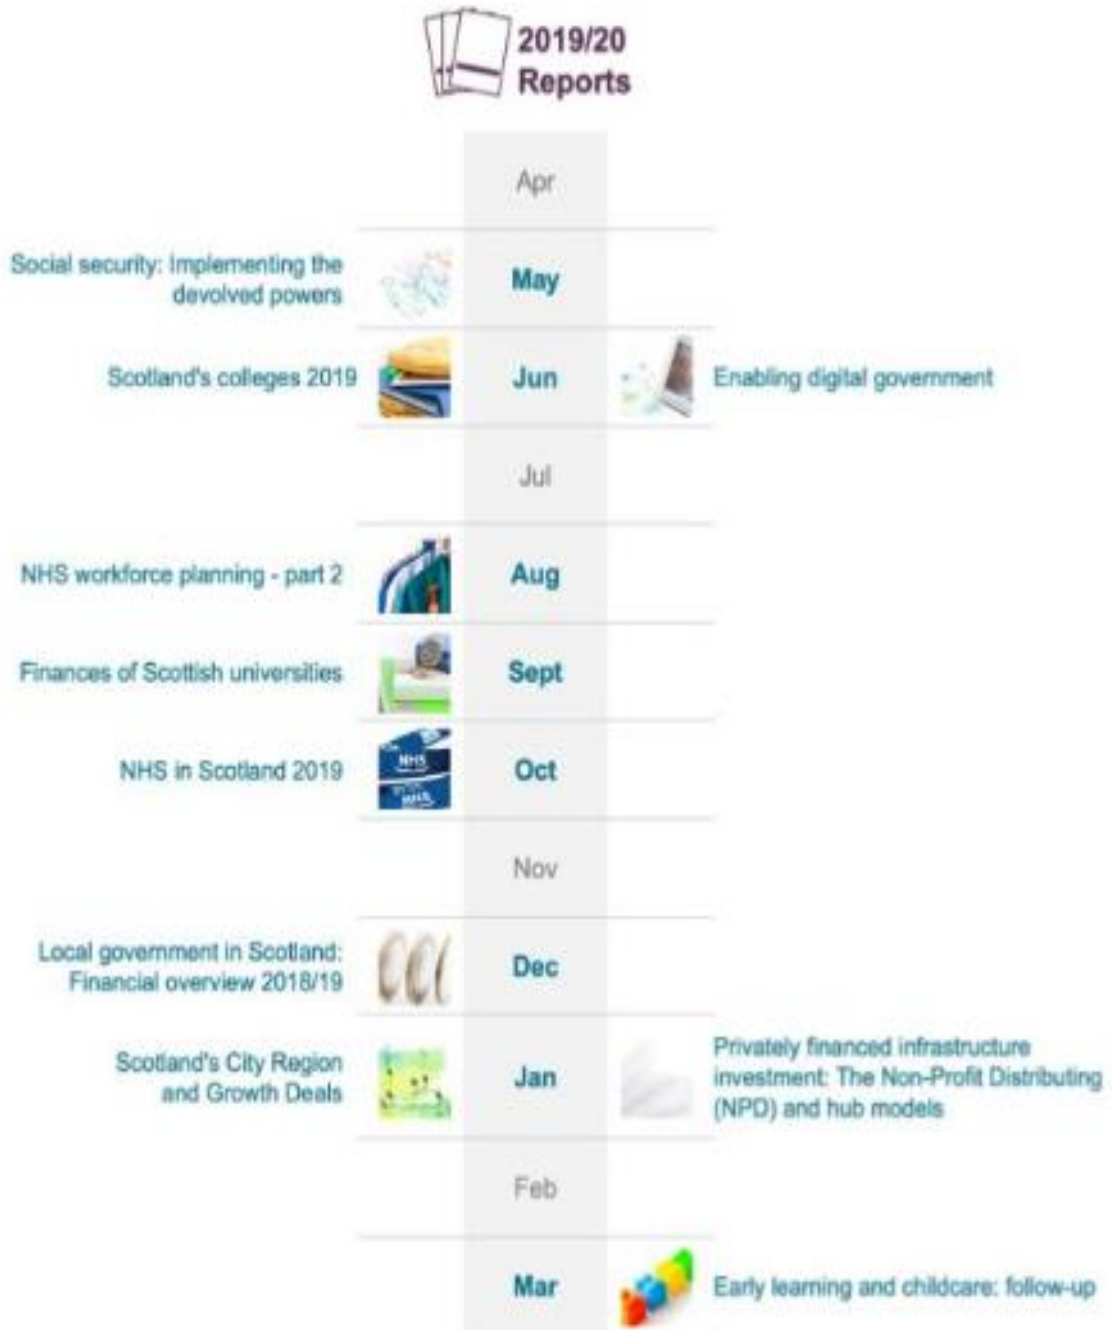 2019/20
Reports
Apr
Social security: Implementing the
devolved powers
May
Scotland's colleges 2019
Jun
Enabling digital government
Jul
NHS workforce planning - part 2
Aug
Finances of Scottish universities
Sept
NHS in Scotland 2019
NHS
NHS
Oct
Nov
Local government in Scotland:
Financial overview 2018/19
Dec
Scotland's City Region
and Growth Deals
Jan
Privately financed infrastructure
investment: The Non-Profit Distributing
(NPD) and hub models
Feb
Mar
Early learning and childcare: follow-up